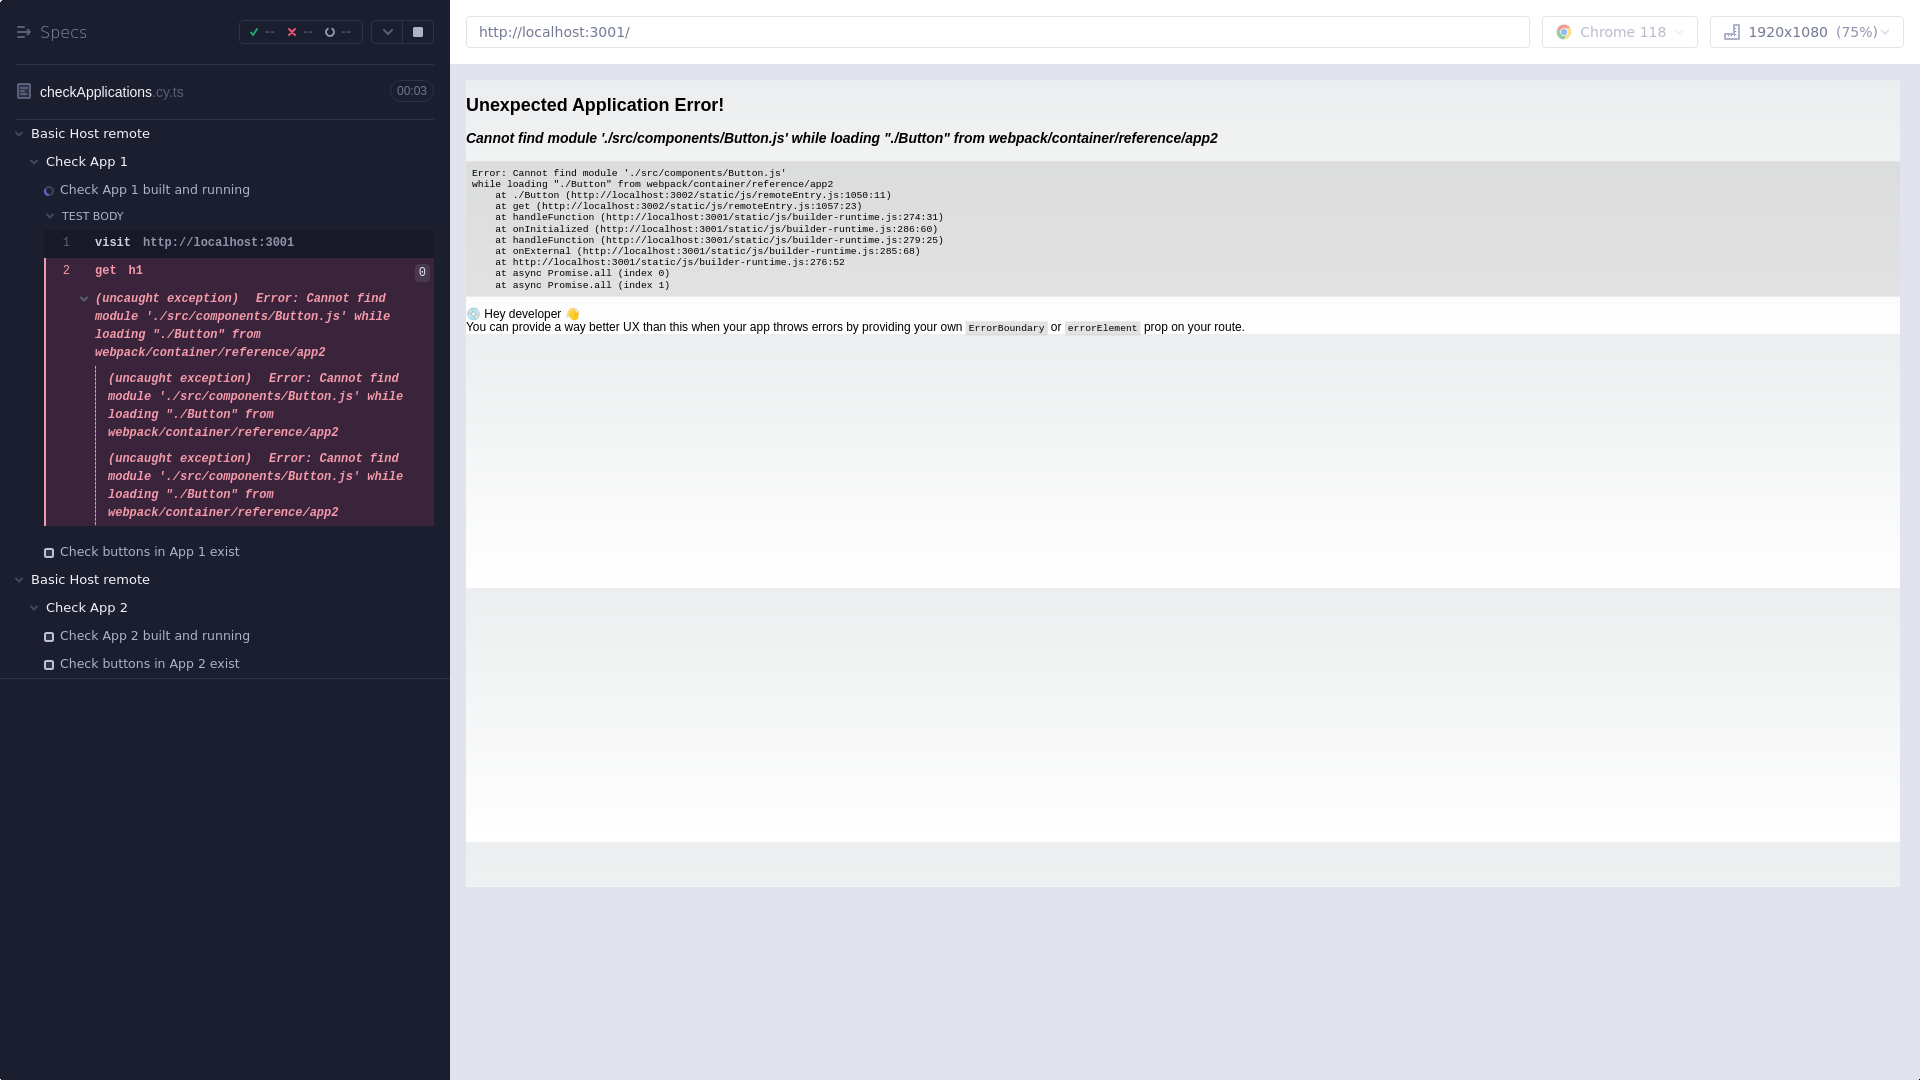 Specs
--
--
--
checkApplications.cy.ts
00:03
Basic Host remote
Check App 1
Check App 1 built and running
TEST BODY
1 visit http://localhost:3001
2 get h1 0
(uncaught exception) Error: Cannot find
module './src/components/Button.js' while
loading "./Button" from
webpack/container/reference/app2
(uncaught exception) Error: Cannot find
module './src/components/Button.js' while
loading "./Button" from
webpack/container/reference/app2
(uncaught exception) Error: Cannot find
module './src/components/Button.js' while
loading "./Button" from
webpack/container/reference/app2
Check buttons in App 1 exist
Basic Host remote
Check App 2
Check App 2 built and running
Check buttons in App 2 exist
http://localhost:3001/
Chrome 118
1920x1080 (75%)
Unexpected Application Error!
Cannot find module './src/components/Button.js' while loading "./Button" from webpack/container/reference/app2
Error: Cannot find module './src/components/Button.js'
while loading "./Button" from webpack/container/reference/app2
    at ./Button (http://localhost:3002/static/js/remoteEntry.js:1050:11)
    at get (http://localhost:3002/static/js/remoteEntry.js:1057:23)
    at handleFunction (http://localhost:3001/static/js/builder-runtime.js:274:31)
    at onInitialized (http://localhost:3001/static/js/builder-runtime.js:286:60)
    at handleFunction (http://localhost:3001/static/js/builder-runtime.js:279:25)
    at onExternal (http://localhost:3001/static/js/builder-runtime.js:285:68)
    at http://localhost:3001/static/js/builder-runtime.js:276:52
    at async Promise.all (index 0)
    at async Promise.all (index 1)
💿 Hey developer 👋
You can provide a way better UX than this when your app throws errors by providing your own ErrorBoundary or errorElement prop on your route.